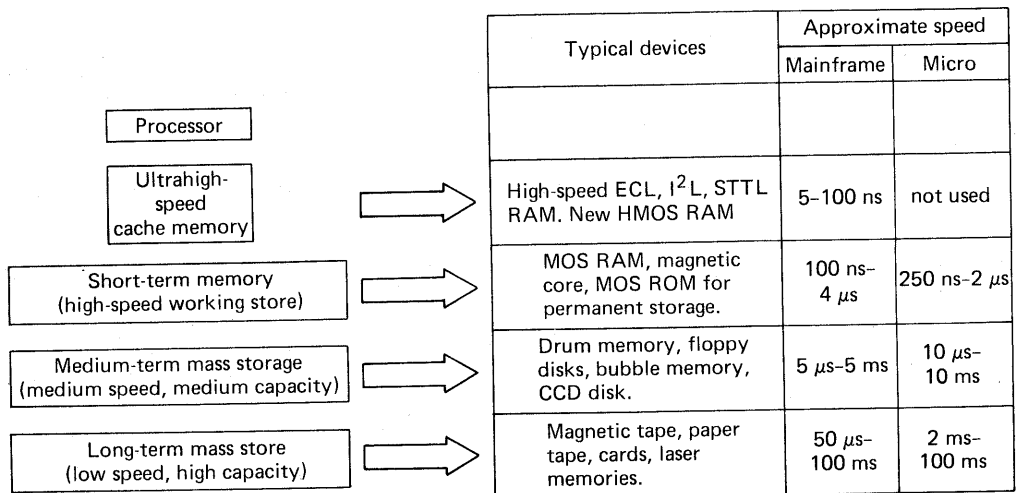 Typical devices
Approximate speed
Mainframe
Micro
Processor
Ultrahigh-
speed
cache memory
High-speed ECL, I²L, STTL
RAM. New HMOS RAM
5–100 ns
not used
Short-term memory
(high-speed working store)
MOS RAM, magnetic
core, MOS ROM for
permanent storage.
100 ns–
4 μs
250 ns–2 μs
Medium-term mass storage
(medium speed, medium capacity)
Drum memory, floppy
disks, bubble memory,
CCD disk.
5 μs–5 ms
10 μs–
10 ms
Long-term mass store
(low speed, high capacity)
Magnetic tape, paper
tape, cards, laser
memories.
50 μs–
100 ms
2 ms–
100 ms